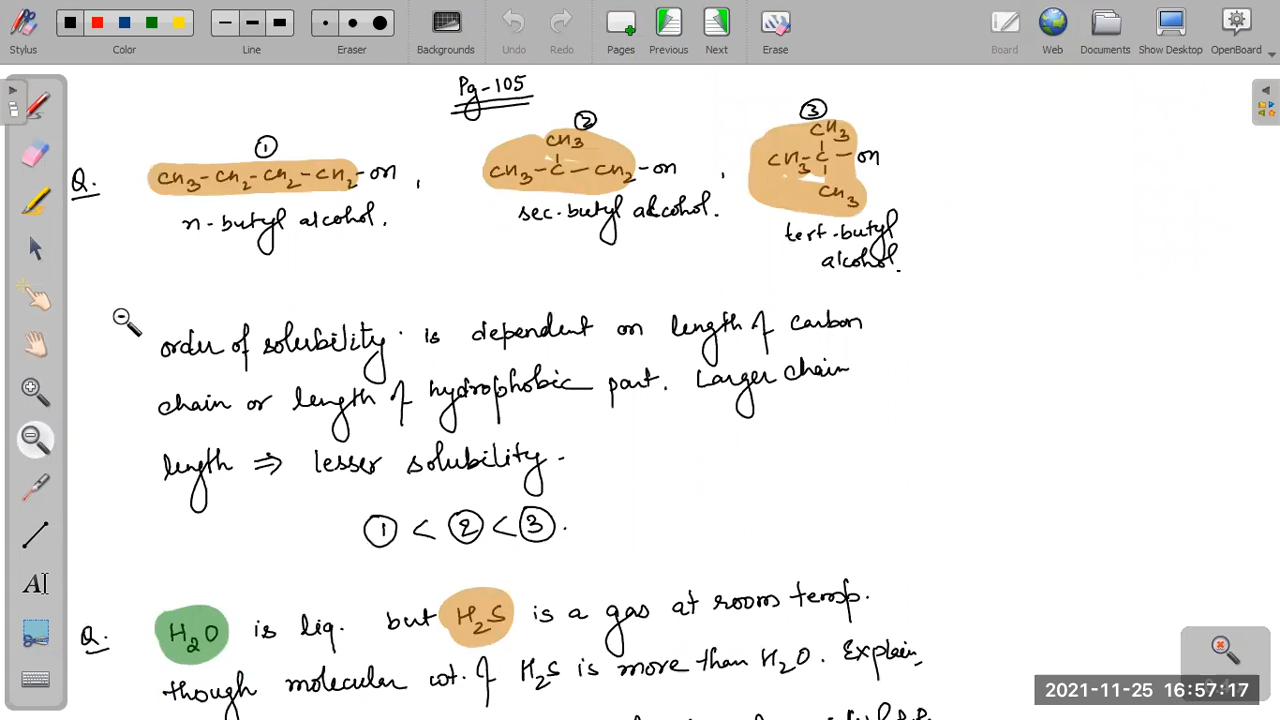 Stylus
Color
Line
Eraser
Backgrounds
Undo
Redo
Pages
Previous
Next
Erase
Board
Web
Documents
Show Desktop
OpenBoard
Pg-105
① ② ③
Q. CH3-CH2-CH2-CH2-OH , CH3-C-CH2-OH , CH3-C-OH
CH3 CH3
CH3
n-butyl alcohol. sec-butyl alcohol. tert-butyl alcohol.
order of solubility is dependent on length of carbon
chain or length of hydrophobic part. Larger chain
length ⇒ lesser solubility.
① < ② < ③.
Q. H2O is liq. but H2S is a gas at room temp.
though molecular wt. of H2S is more than H2O. Explain,
2021-11-25 16:57:17